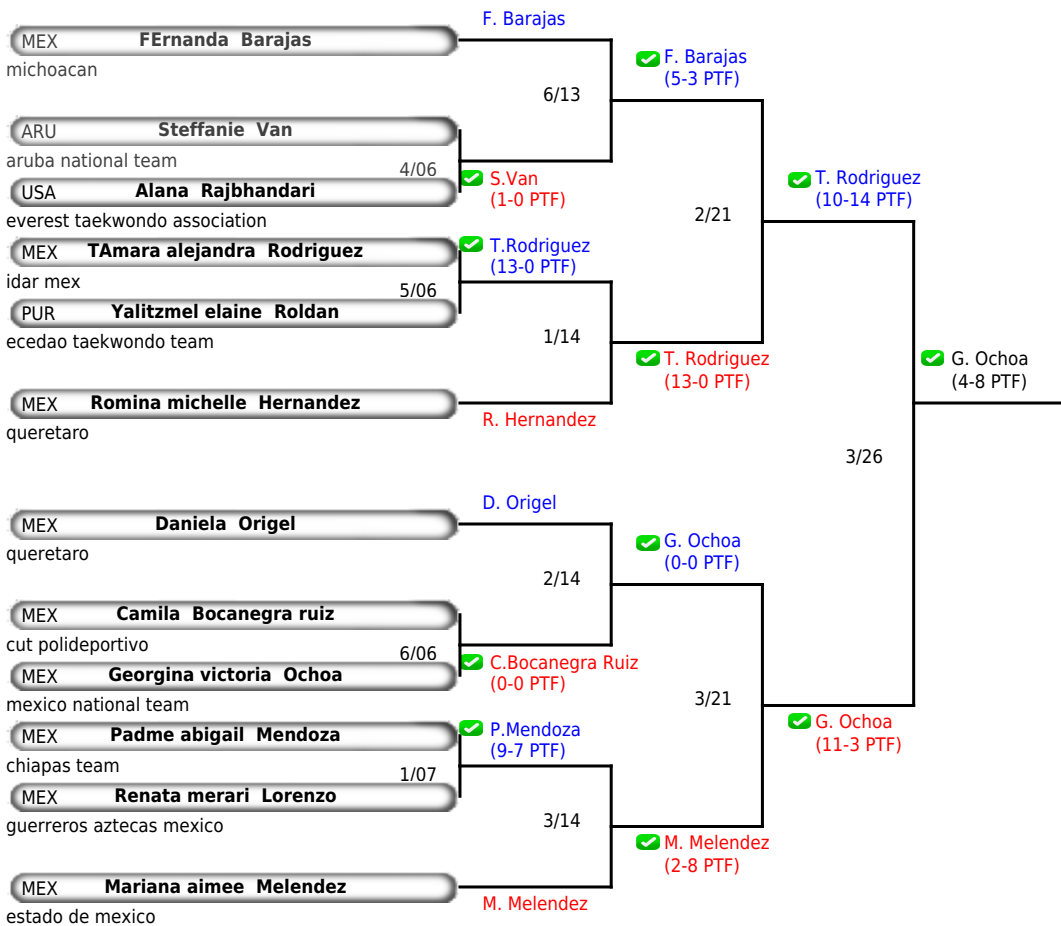 F. Barajas
MEX FErnanda Barajas
michoacan
F. Barajas
(5-3 PTF)
6/13
ARU Steffanie Van
aruba national team
4/06
S.Van
(1-0 PTF)
USA Alana Rajbhandari
everest taekwondo association
T. Rodriguez
(10-14 PTF)
2/21
MEX TAmara alejandra Rodriguez
idar mex
T.Rodriguez
(13-0 PTF)
5/06
PUR Yalitzmel elaine Roldan
ecedao taekwondo team
1/14
T. Rodriguez
(13-0 PTF)
G. Ochoa
(4-8 PTF)
MEX Romina michelle Hernandez
queretaro
R. Hernandez
3/26
D. Origel
MEX Daniela Origel
queretaro
G. Ochoa
(0-0 PTF)
2/14
MEX Camila Bocanegra ruiz
cut polideportivo
6/06
C.Bocanegra Ruiz
(0-0 PTF)
MEX Georgina victoria Ochoa
mexico national team
3/21
G. Ochoa
(11-3 PTF)
MEX Padme abigail Mendoza
chiapas team
P.Mendoza
(9-7 PTF)
1/07
MEX Renata merari Lorenzo
guerreros aztecas mexico
3/14
M. Melendez
(2-8 PTF)
MEX Mariana aimee Melendez
estado de mexico
M. Melendez